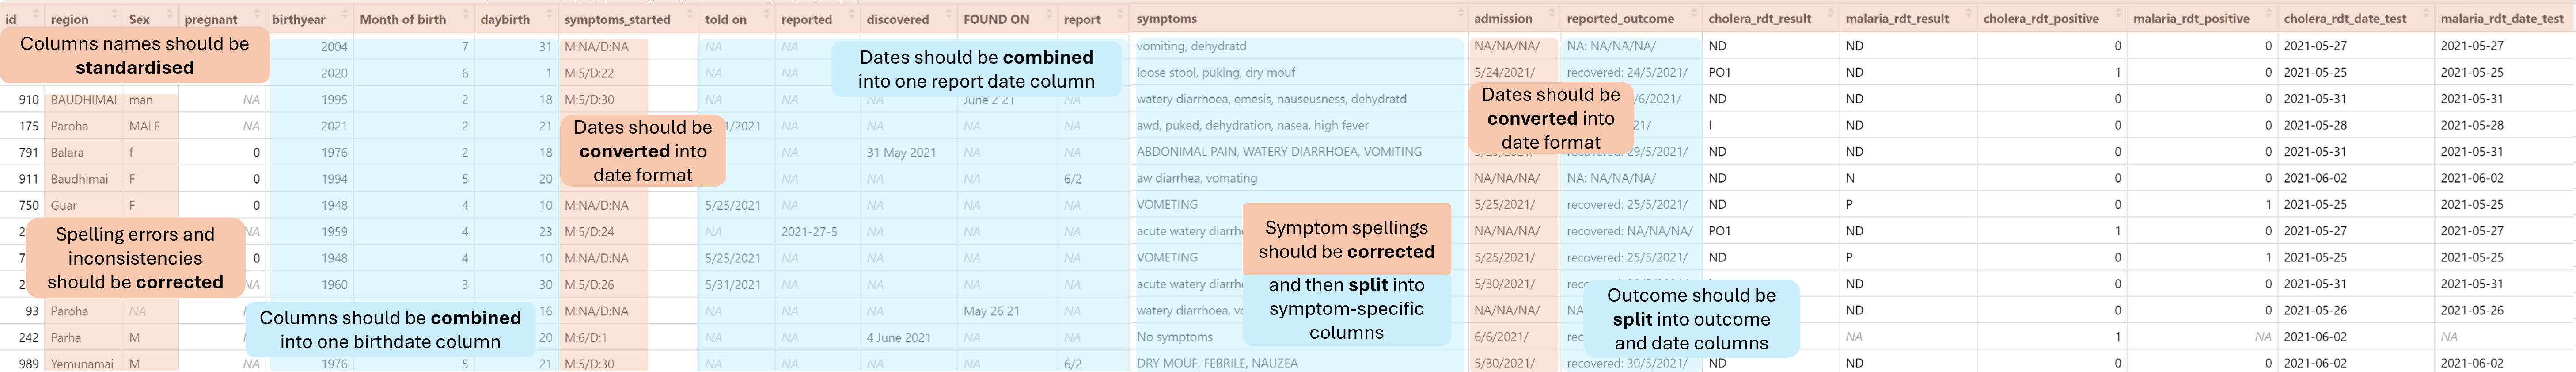 id region Sex pregnant birthyear Month of birth daybirth symptoms_started told on reported discovered FOUND ON report symptoms admission reported_outcome cholera_rdt_result malaria_rdt_result cholera_rdt_positive malaria_rdt_positive cholera_rdt_date_test malaria_rdt_date_test
Columns names should be
standardised
Dates should be combined
into one report date column
2004 7 31 M:NA/D:NA NA NA vomiting, dehydratd NA/NA/NA/ NA: NA/NA/NA/ ND ND 0 0 2021-05-27 2021-05-27
2020 6 1 M:5/D:22 NA NA loose stool, puking, dry mouf 5/24/2021/ recovered: 24/5/2021/ PO1 ND 1 0 2021-05-25 2021-05-25
910 BAUDHIMAI man NA 1995 2 18 M:5/D:30 NA NA NA June 2 21 NA watery diarrhoea, emesis, nauseusness, dehydratd /6/2021/ ND ND 0 0 2021-05-31 2021-05-31
175 Paroha MALE NA 2021 2 21 1/2021 NA NA NA NA awd, puked, dehydration, nasea, high fever 21/ I ND 0 0 2021-05-28 2021-05-28
Dates should be
converted into
date format
Dates should be
converted into
date format
791 Balara f 0 1976 2 18 NA 31 May 2021 NA NA ABDONIMAL PAIN, WATERY DIARRHOEA, VOMITING 29/5/2021/ ND ND 0 0 2021-05-31 2021-05-31
911 Baudhimai F 0 1994 5 20 NA NA NA 6/2 aw diarrhea, vomating NA/NA/NA/ NA: NA/NA/NA/ ND N 0 0 2021-06-02 2021-06-02
750 Guar F 0 1948 4 10 M:NA/D:NA 5/25/2021 NA NA NA NA VOMETING 5/25/2021/ recovered: 25/5/2021/ ND P 0 1 2021-05-25 2021-05-25
2 NA 1959 4 23 M:5/D:24 NA 2021-27-5 NA NA NA acute watery diarrh NA/NA/NA/ recovered: NA/NA/NA/ PO1 ND 1 0 2021-05-27 2021-05-27
7 0 1948 4 10 M:NA/D:NA 5/25/2021 NA NA NA NA VOMETING 5/25/2021/ recovered: 25/5/2021/ ND P 0 1 2021-05-25 2021-05-25
2 NA 1960 3 30 M:5/D:26 5/31/2021 NA NA NA NA acute watery diarrh 5/30/2021/ ND 0 0 2021-05-31 2021-05-31
Spelling errors and
inconsistencies
should be corrected
Symptom spellings
should be corrected
and then split into
symptom-specific
columns
93 Paroha NA 16 M:NA/D:NA NA NA NA May 26 21 NA watery diarrhoea, vo NA/NA/NA/ NA ND 0 0 2021-05-26 2021-05-26
242 Parha M 20 M:6/D:1 NA NA 4 June 2021 NA NA No symptoms 6/6/2021/ rec NA 1 NA 2021-06-02 NA
989 Yemunamai M NA 1976 5 21 M:5/D:30 NA NA NA NA 6/2 DRY MOUF, FEBRILE, NAUZEA 5/30/2021/ recovered: 30/5/2021/ ND ND 0 0 2021-06-02 2021-06-02
Columns should be combined
into one birthdate column
Outcome should be
split into outcome
and date columns